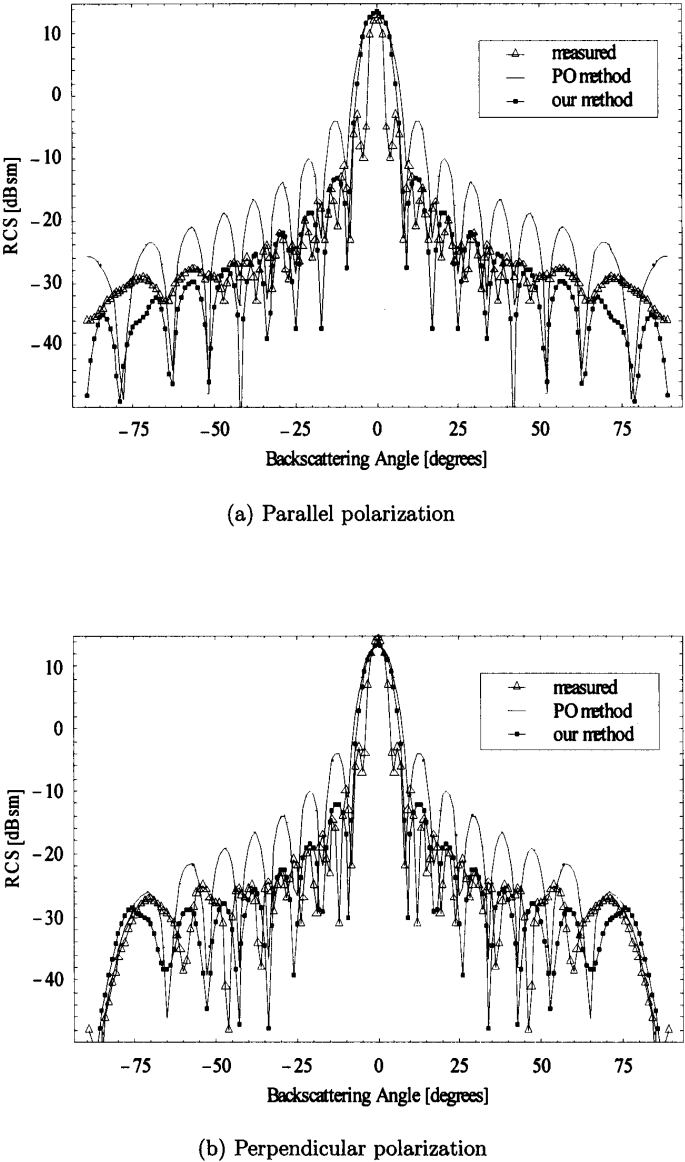 10
0
−10
−20
−30
−40
RCS [dBsm]
measured
PO method
our method
−75 −50 −25 0 25 50 75
Backscattering Angle [degrees]
(a) Parallel polarization
10
0
−10
−20
−30
−40
RCS [dBsm]
measured
PO method
our method
−75 −50 −25 0 25 50 75
Backscattering Angle [degrees]
(b) Perpendicular polarization